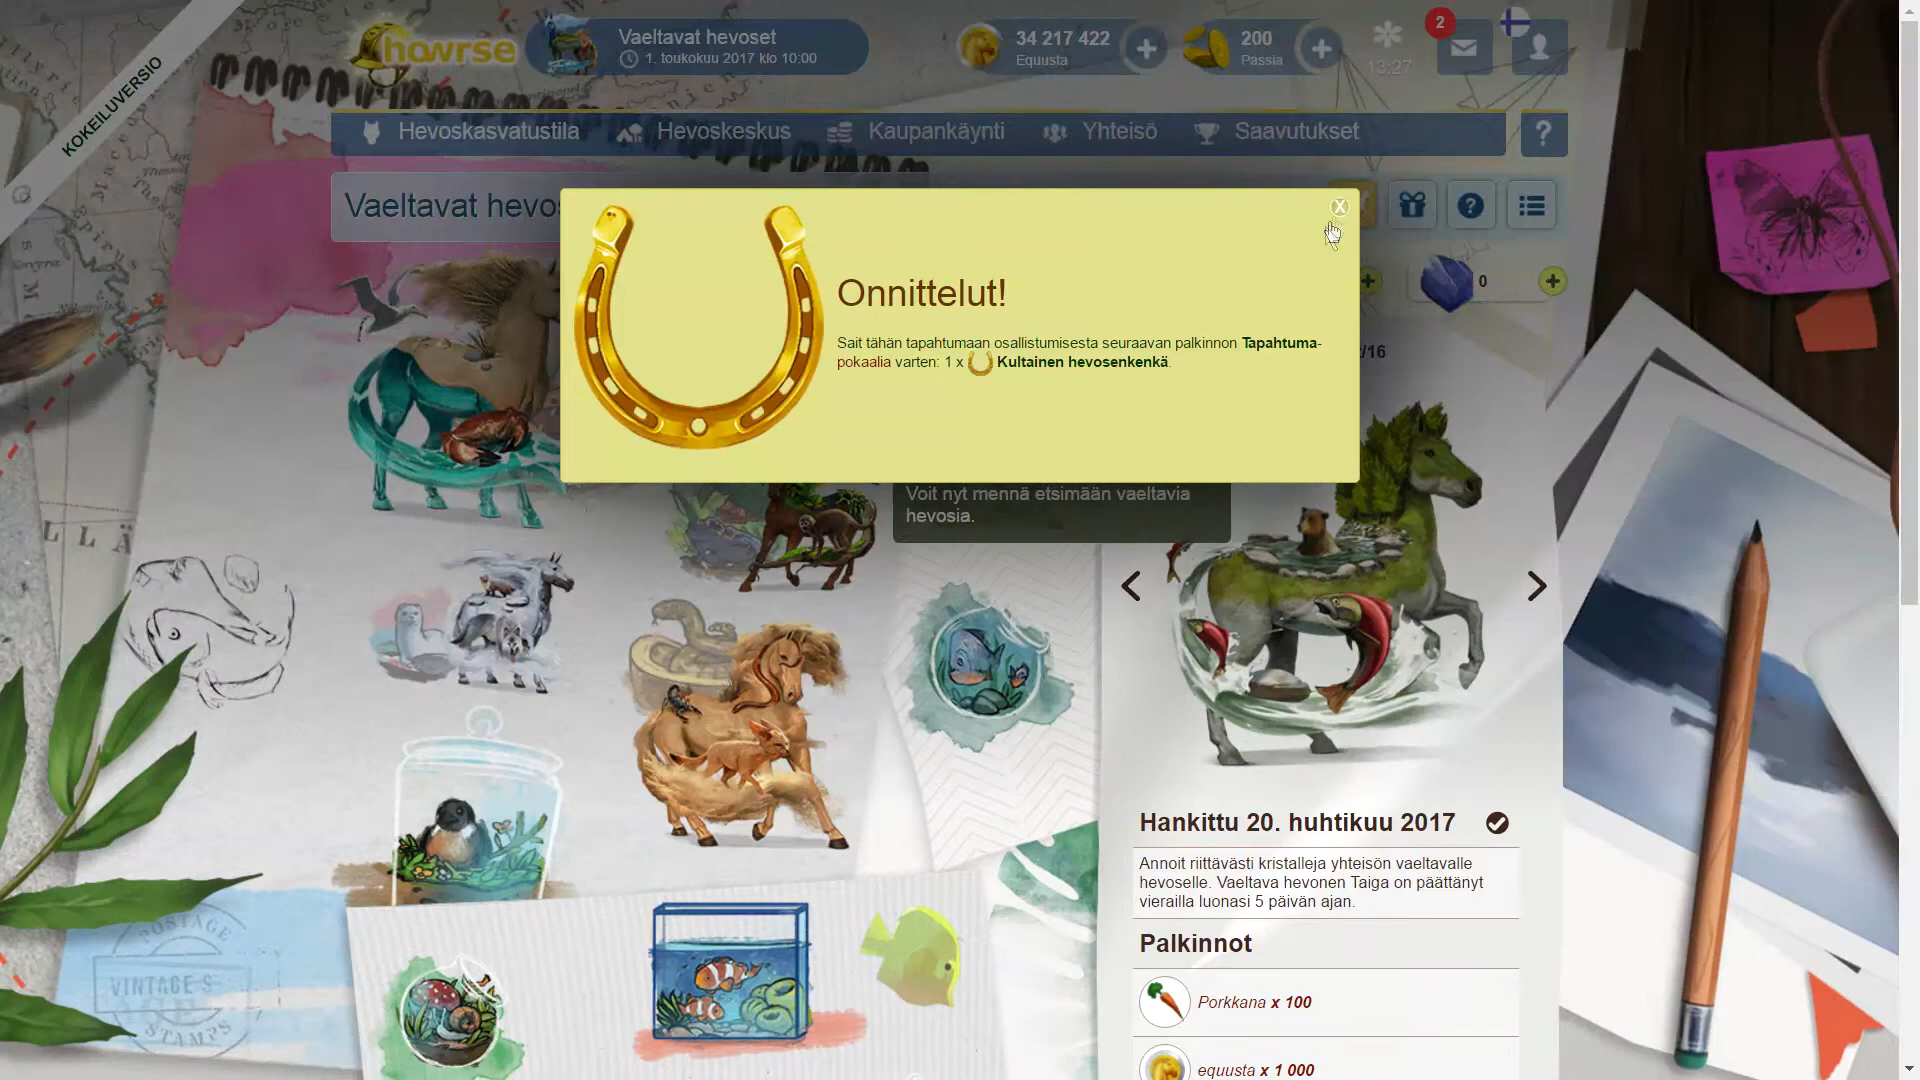 KOKEILUVERSIO
howrse
Vaeltavat hevoset
1. toukokuu 2017 klo 10:00
34 217 422
Equusta
200
Passia
13:27
2
Hevoskasvatustila
Hevoskeskus
Kaupankäynti
Yhteisö
Saavutukset
?
Vaeltavat hevos
X
?
0
/16
Onnittelut!
Sait tähän tapahtumaan osallistumisesta seuraavan palkinnon Tapahtuma-
pokaalia varten: 1 x Kultainen hevosenkenkä.
Voit nyt mennä etsimään vaeltavia
hevosia.
Hankittu 20. huhtikuu 2017
Annoit riittävästi kristalleja yhteisön vaeltavalle
hevoselle. Vaeltava hevonen Taiga on päättänyt
vierailla luonasi 5 päivän ajan.
Palkinnot
Porkkana x 100
equusta x 1 000
POSTAGE
VINTAGE S
STAMPS